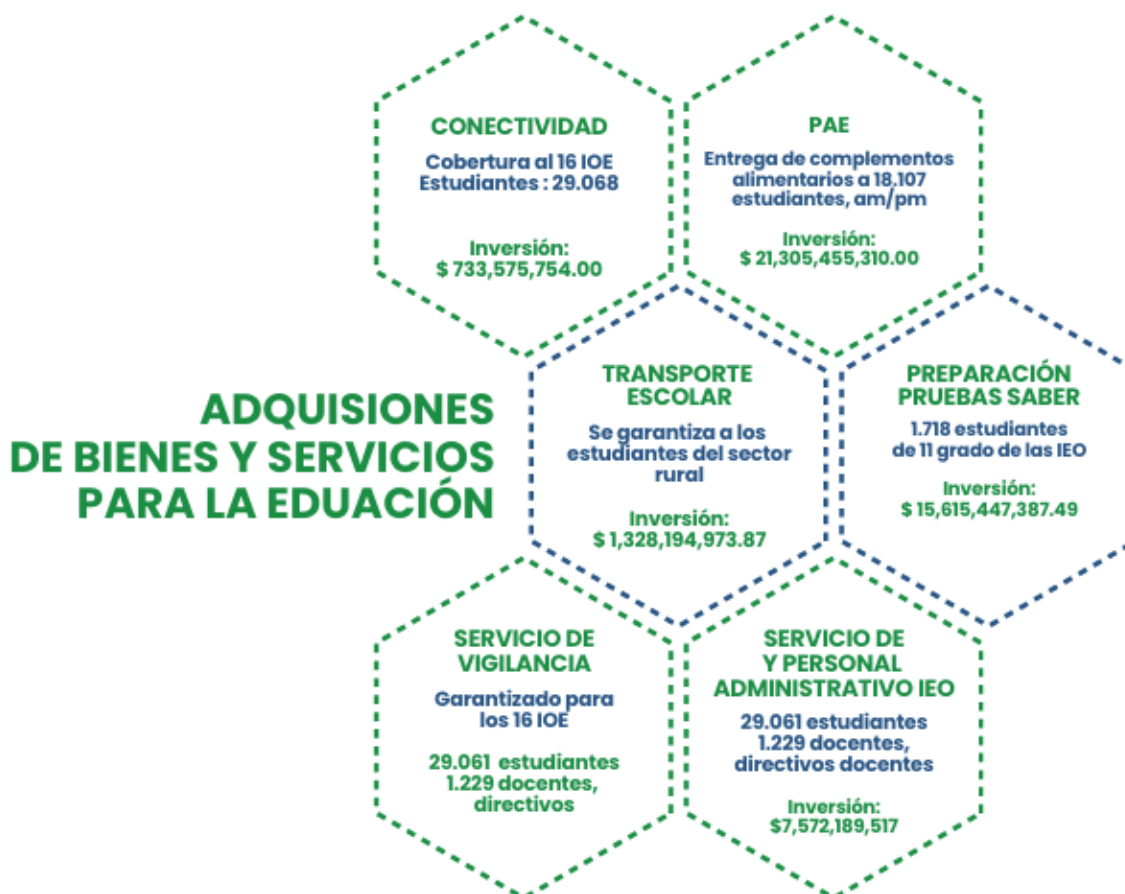 CONECTIVIDAD
Cobertura al 16 IOE
Estudiantes : 29.068
Inversión:
$ 733,575,754.00
PAE
Entrega de complementos
alimentarios a 18.107
estudiantes, am/pm
Inversión:
$ 21,305,455,310.00
ADQUISIONES
DE BIENES Y SERVICIOS
PARA LA EDUACIÓN
TRANSPORTE
ESCOLAR
Se garantiza a los
estudiantes del sector
rural
Inversión:
$ 1,328,194,973.87
PREPARACIÓN
PRUEBAS SABER
1.718 estudiantes
de 11 grado de las IEO
Inversión:
$ 15,615,447,387.49
SERVICIO DE
VIGILANCIA
Garantizado para
los 16 IOE
29.061 estudiantes
1.229 docentes,
directivos
SERVICIO DE
Y PERSONAL
ADMINISTRATIVO IEO
29.061 estudiantes
1.229 docentes,
directivos docentes
Inversión:
$7,572,189,517